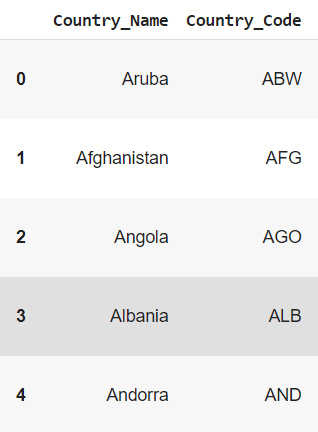 Country_Name Country_Code
0 Aruba ABW
1 Afghanistan AFG
2 Angola AGO
3 Albania ALB
4 Andorra AND